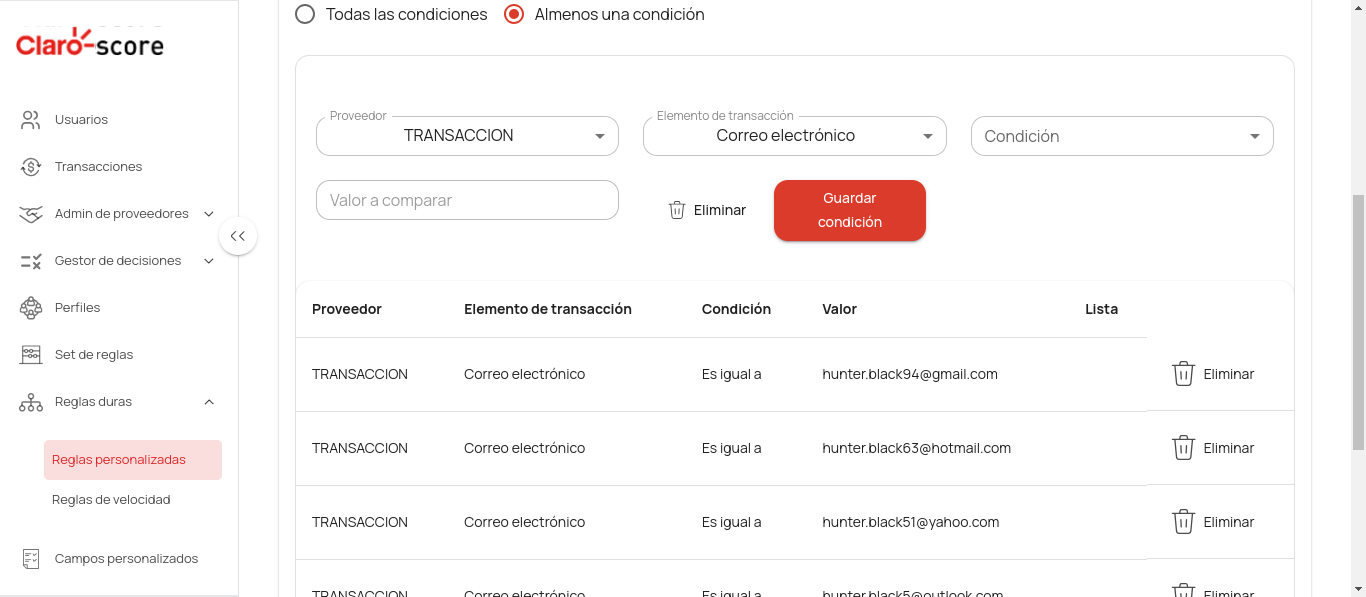 Todas las condiciones
Almenos una condición
Claro-score
Usuarios
Transacciones
Admin de proveedores
Gestor de decisiones
Perfiles
Set de reglas
Reglas duras
Reglas personalizadas
Reglas de velocidad
Campos personalizados
Proveedor
TRANSACCION
Elemento de transacción
Correo electrónico
Condición
Valor a comparar
Eliminar
Guardar
condición
Proveedor Elemento de transacción Condición Valor Lista
TRANSACCION Correo electrónico Es igual a hunter.black94@gmail.com Eliminar
TRANSACCION Correo electrónico Es igual a hunter.black63@hotmail.com Eliminar
TRANSACCION Correo electrónico Es igual a hunter.black51@yahoo.com Eliminar
TRANSACCION Correo electrónico Es igual a hunter.black5@outlook.com Eliminar